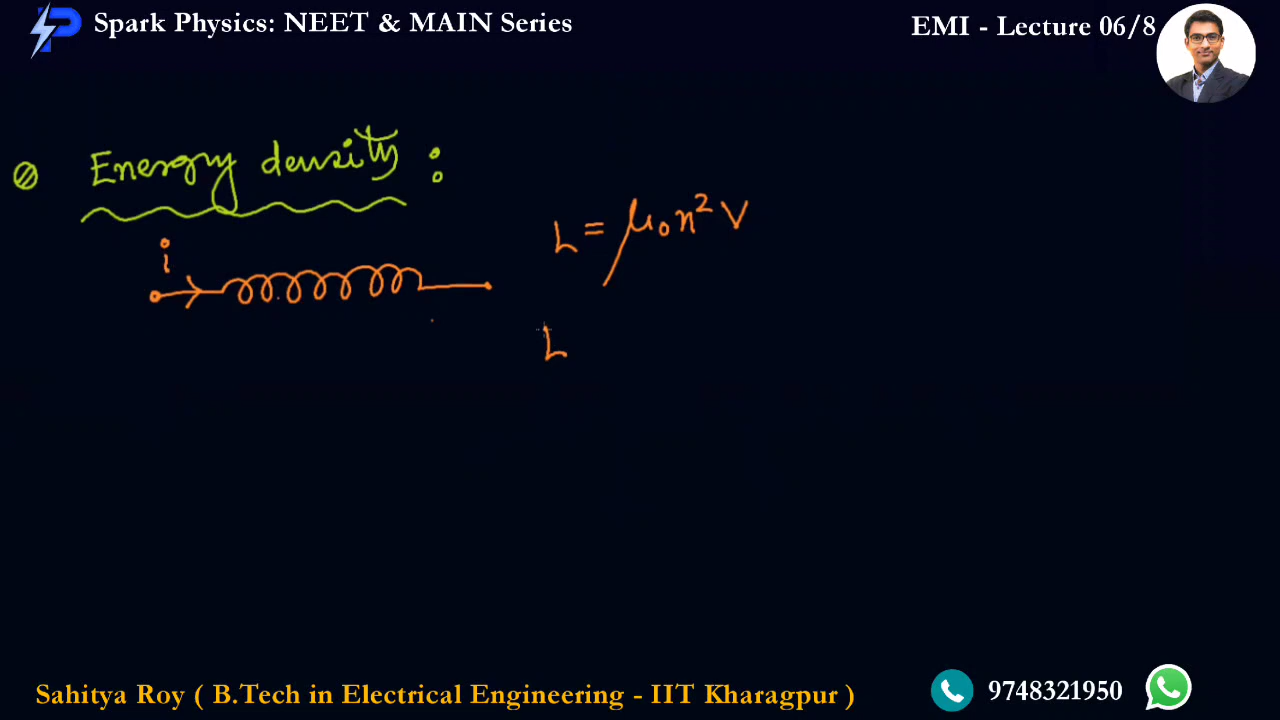 Spark Physics: NEET & MAIN Series
EMI - Lecture 06/8
Energy density :
i
L = μ₀n²V
L
Sahitya Roy ( B.Tech in Electrical Engineering - IIT Kharagpur )
9748321950